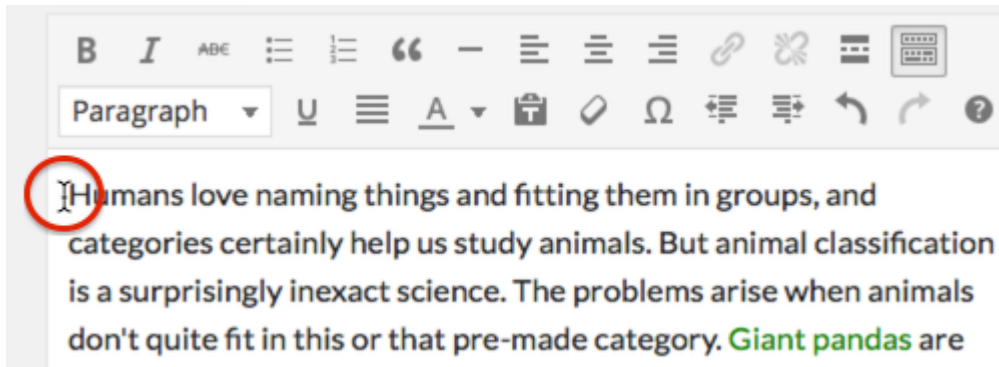 B I ABC
Paragraph U A Ω ?
Humans love naming things and fitting them in groups, and
categories certainly help us study animals. But animal classification
is a surprisingly inexact science. The problems arise when animals
don't quite fit in this or that pre-made category. Giant pandas are